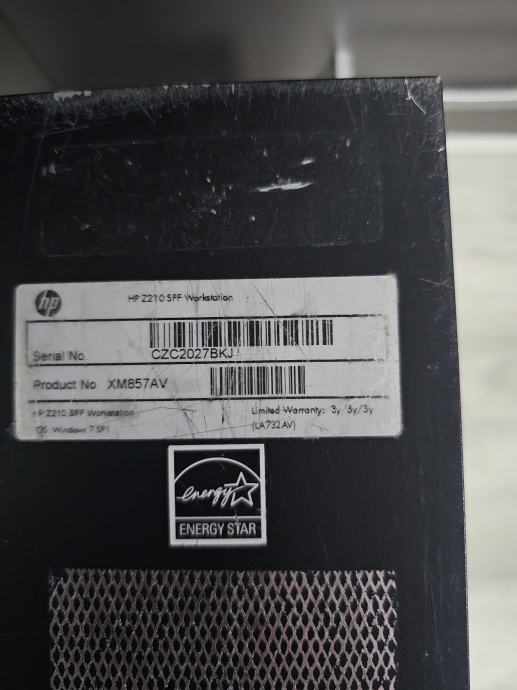 hp
HP Z210 SFF Workstation
Serial No. CZC2027BKJ
Product No. XM857AV
HP Z210 SFF Workstation
Limited Warranty: 3y/3y/3y
OS Windows 7 SP1
(LA732AV)
energy
ENERGY STAR